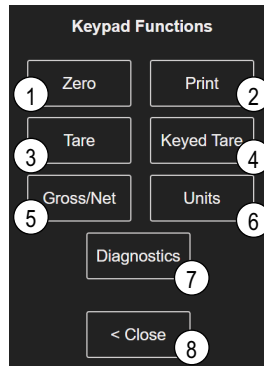 Keypad Functions
Zero Print
1 2
Tare Keyed Tare
3 4
Gross/Net Units
5 6
Diagnostics
7
< Close
8